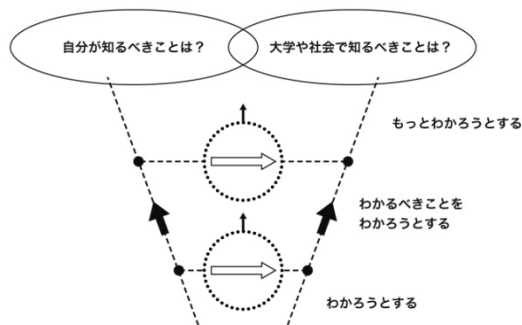 自分が知るべきことは？
大学や社会で知るべきことは？
もっとわかろうとする
わかるべきことを
わかろうとする
わかろうとする